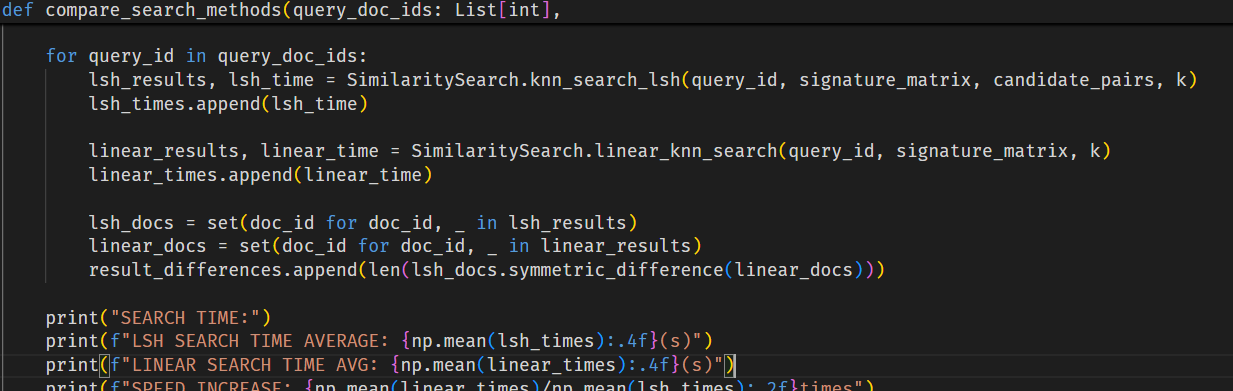 def compare_search_methods(query_doc_ids: List[int],
for query_id in query_doc_ids:
lsh_results, lsh_time = SimilaritySearch.knn_search_lsh(query_id, signature_matrix, candidate_pairs, k)
lsh_times.append(lsh_time)
linear_results, linear_time = SimilaritySearch.linear_knn_search(query_id, signature_matrix, k)
linear_times.append(linear_time)
lsh_docs = set(doc_id for doc_id, _ in lsh_results)
linear_docs = set(doc_id for doc_id, _ in linear_results)
result_differences.append(len(lsh_docs.symmetric_difference(linear_docs)))
print("SEARCH TIME:")
print(f"LSH SEARCH TIME AVERAGE: {np.mean(lsh_times):.4f}(s)")
print(f"LINEAR SEARCH TIME AVG: {np.mean(linear_times):.4f}(s)")
print(f"SPEED INCREASE: {np.mean(linear_times)/np.mean(lsh_times):.2f}times")